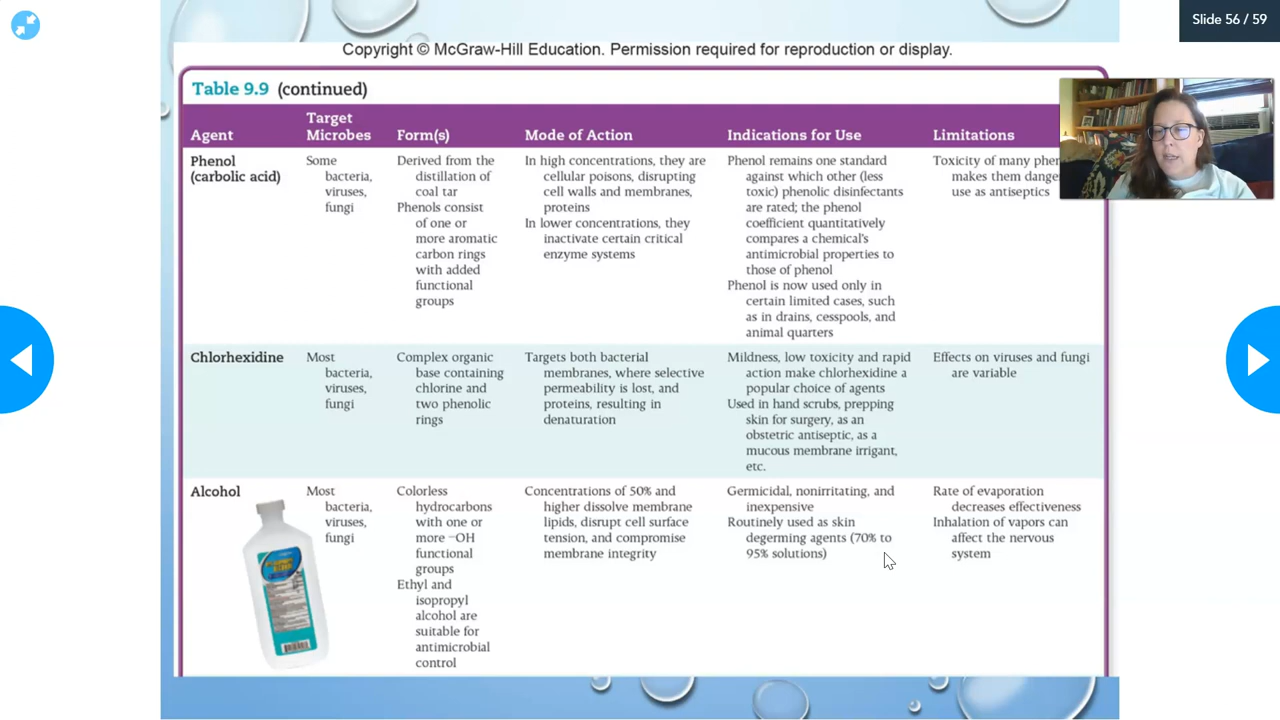 Slide 56 / 59
Copyright © McGraw-Hill Education. Permission required for reproduction or display.
Table 9.9 (continued)
Agent
Target
Microbes
Form(s)
Mode of Action
Indications for Use
Limitations
Phenol
(carbolic acid)
Some
bacteria,
viruses,
fungi
Derived from the
distillation of
coal tar
Phenols consist
of one or
more aromatic
carbon rings
with added
functional
groups
In high concentrations, they are
cellular poisons, disrupting
cell walls and membranes,
proteins
In lower concentrations, they
inactivate certain critical
enzyme systems
Phenol remains one standard
against which other (less
toxic) phenolic disinfectants
are rated; the phenol
coefficient quantitatively
compares a chemical's
antimicrobial properties to
those of phenol
Phenol is now used only in
certain limited cases, such
as in drains, cesspools, and
animal quarters
Toxicity of many
makes them
use as antiseptics
Chlorhexidine
Most
bacteria,
viruses,
fungi
Complex organic
base containing
chlorine and
two phenolic
rings
Targets both bacterial
membranes, where selective
permeability is lost, and
proteins, resulting in
denaturation
Mildness, low toxicity and rapid
action make chlorhexidine a
popular choice of agents
Used in hand scrubs, prepping
skin for surgery, as an
obstetric antiseptic, as a
mucous membrane irrigant,
etc.
Effects on viruses and fungi
are variable
Alcohol
Most
bacteria,
viruses,
fungi
Colorless
hydrocarbons
with one or
more –OH
functional
groups
Ethyl and
isopropyl
alcohol are
suitable for
antimicrobial
control
Concentrations of 50% and
higher dissolve membrane
lipids, disrupt cell surface
tension, and compromise
membrane integrity
Germicidal, nonirritating, and
inexpensive
Routinely used as skin
degerming agents (70% to
95% solutions)
Rate of evaporation
decreases effectiveness
Inhalation of vapors can
affect the nervous
system